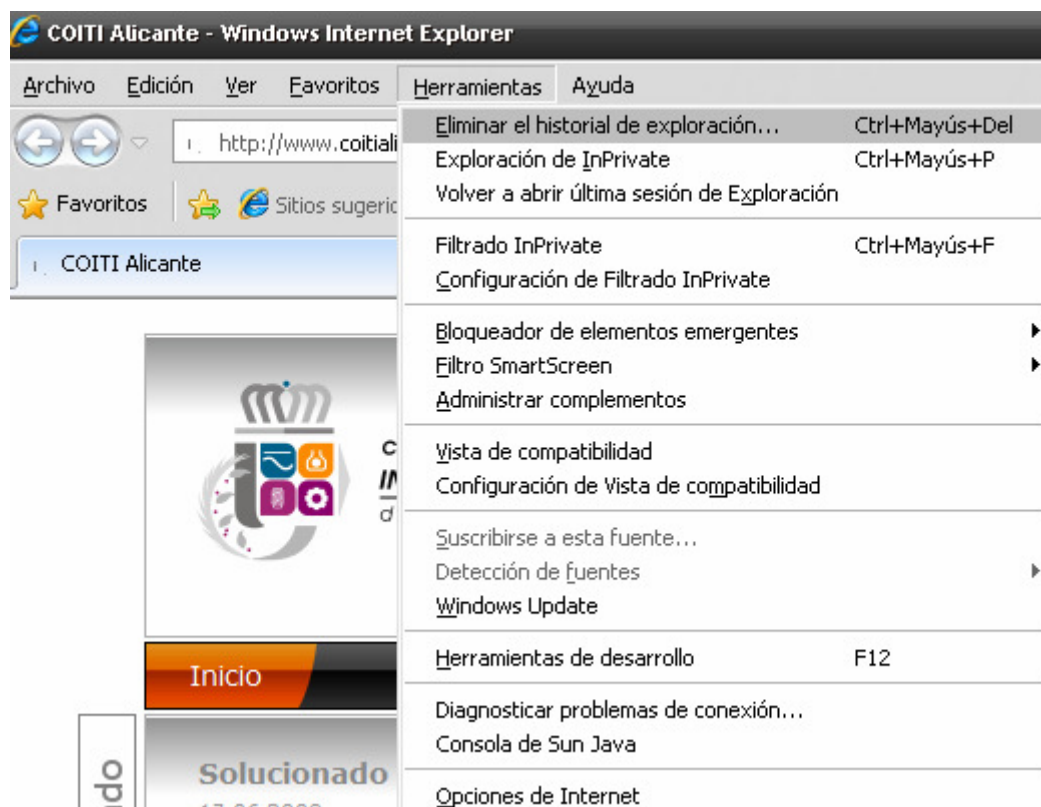 COITI Alicante - Windows Internet Explorer
Archivo Edición Ver Favoritos Herramientas Ayuda
http://www.coitiali
Favoritos
Sitios sugeric
COITI Alicante
Eliminar el historial de exploración... Ctrl+Mayús+Del
Exploración de InPrivate Ctrl+Mayús+P
Volver a abrir última sesión de Exploración
Filtrado InPrivate Ctrl+Mayús+F
Configuración de Filtrado InPrivate
Bloqueador de elementos emergentes
Filtro SmartScreen
Administrar complementos
Vista de compatibilidad
Configuración de Vista de compatibilidad
Suscribirse a esta fuente...
Detección de fuentes
Windows Update
Herramientas de desarrollo F12
Diagnosticar problemas de conexión...
Consola de Sun Java
Opciones de Internet
Inicio
Solucionado